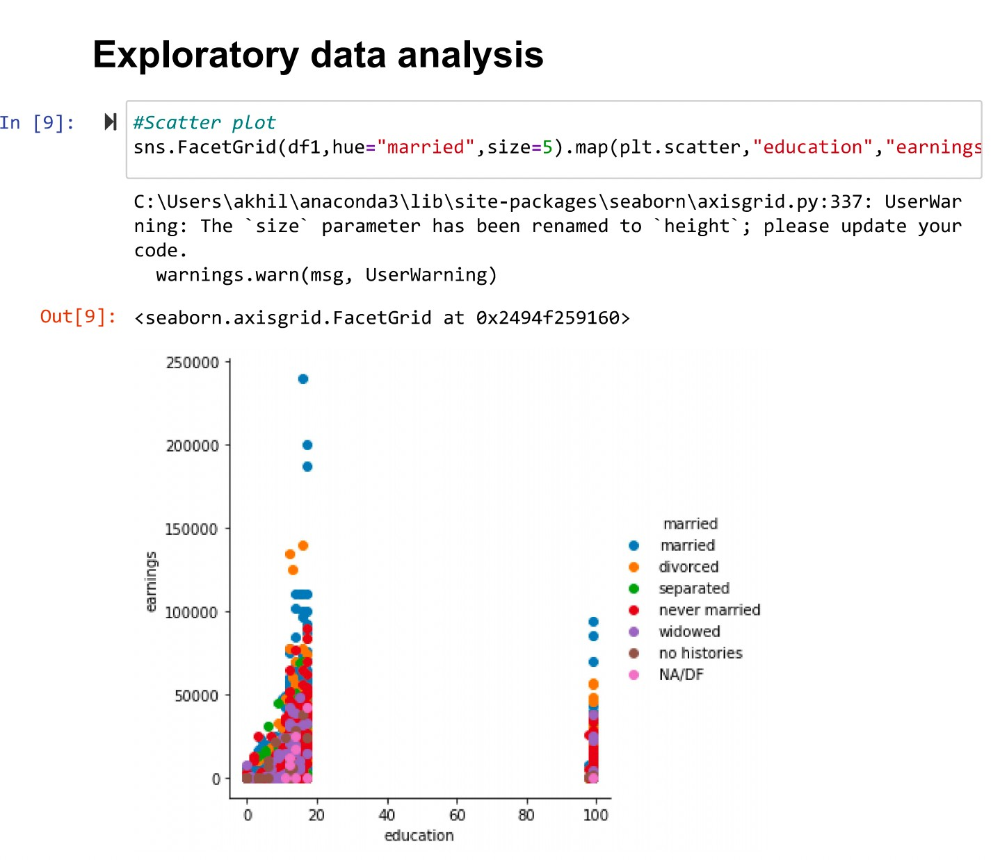 Exploratory data analysis
In [9]:
#Scatter plot
sns.FacetGrid(df1,hue="married",size=5).map(plt.scatter,"education","earnings
C:\Users\akhil\anaconda3\lib\site-packages\seaborn\axisgrid.py:337: UserWar
ning: The `size` parameter has been renamed to `height`; please update your
code.
  warnings.warn(msg, UserWarning)
Out[9]: <seaborn.axisgrid.FacetGrid at 0x2494f259160>
250000
200000
150000
100000
50000
0
earnings
0 20 40 60 80 100
education
married
married
divorced
separated
never married
widowed
no histories
NA/DF